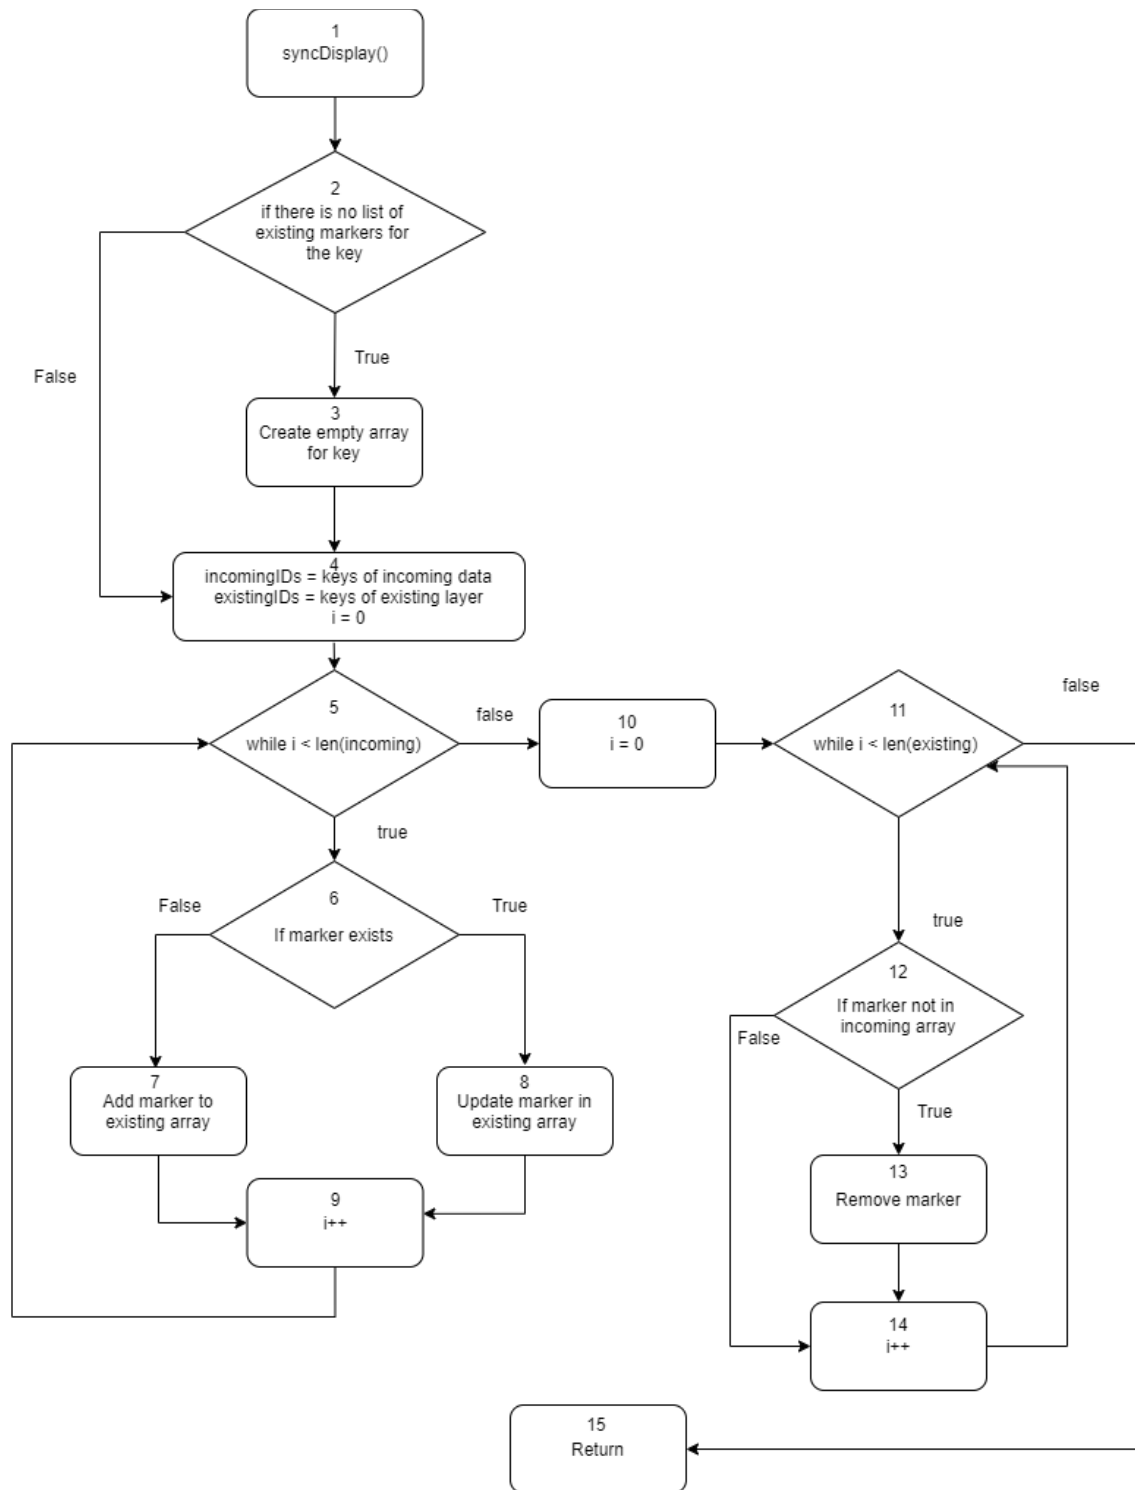 1
syncDisplay()
2
if there is no list of
existing markers for
the key
True
False
3
Create empty array
for key
4
incomingIDs = keys of incoming data
existingIDs = keys of existing layer
i = 0
5
while i < len(incoming)
false
10
i = 0
11
while i < len(existing)
false
true
6
If marker exists
False
True
true
12
If marker not in
incoming array
False
True
7
Add marker to
existing array
8
Update marker in
existing array
9
i++
13
Remove marker
14
i++
15
Return